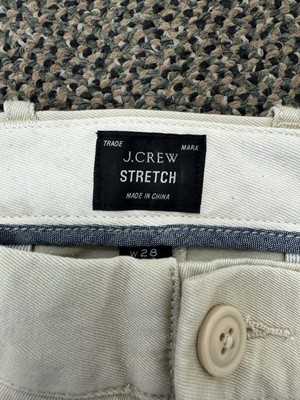 TRADE MARK
J.CREW
STRETCH
MADE IN CHINA
W28